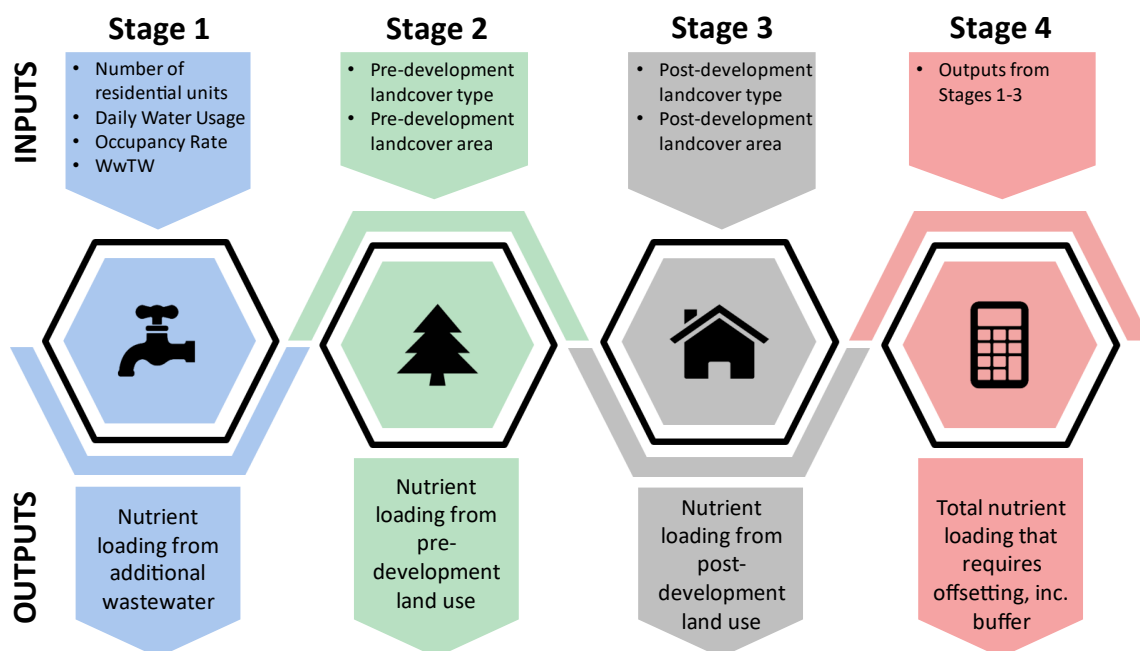 Stage 1
Stage 2
Stage 3
Stage 4
INPUTS
• Number of
residential units
• Daily Water Usage
• Occupancy Rate
• WwTW
• Pre-development
landcover type
• Pre-development
landcover area
• Post-development
landcover type
• Post-development
landcover area
• Outputs from
Stages 1-3
OUTPUTS
Nutrient
loading from
additional
wastewater
Nutrient
loading from
pre-
development
land use
Nutrient
loading from
post-
development
land use
Total nutrient
loading that
requires
offsetting, inc.
buffer